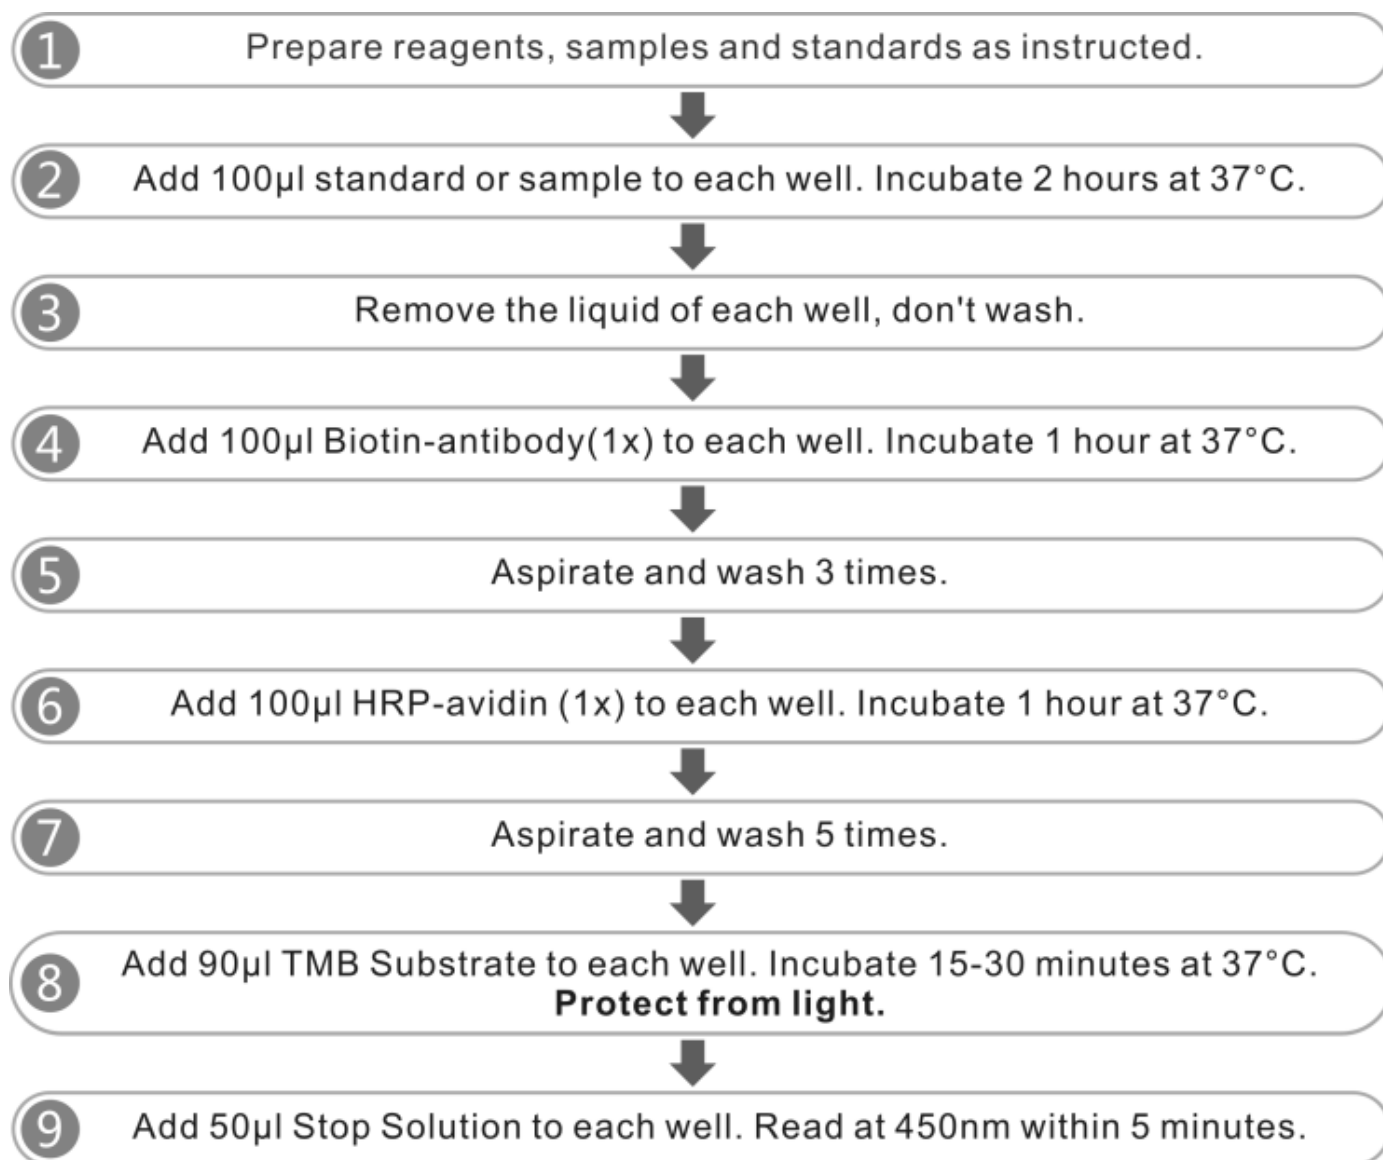 1 Prepare reagents, samples and standards as instructed.
2 Add 100µl standard or sample to each well. Incubate 2 hours at 37°C.
3 Remove the liquid of each well, don't wash.
4 Add 100µl Biotin-antibody(1x) to each well. Incubate 1 hour at 37°C.
5 Aspirate and wash 3 times.
6 Add 100µl HRP-avidin (1x) to each well. Incubate 1 hour at 37°C.
7 Aspirate and wash 5 times.
8 Add 90µl TMB Substrate to each well. Incubate 15-30 minutes at 37°C.
Protect from light.
9 Add 50µl Stop Solution to each well. Read at 450nm within 5 minutes.